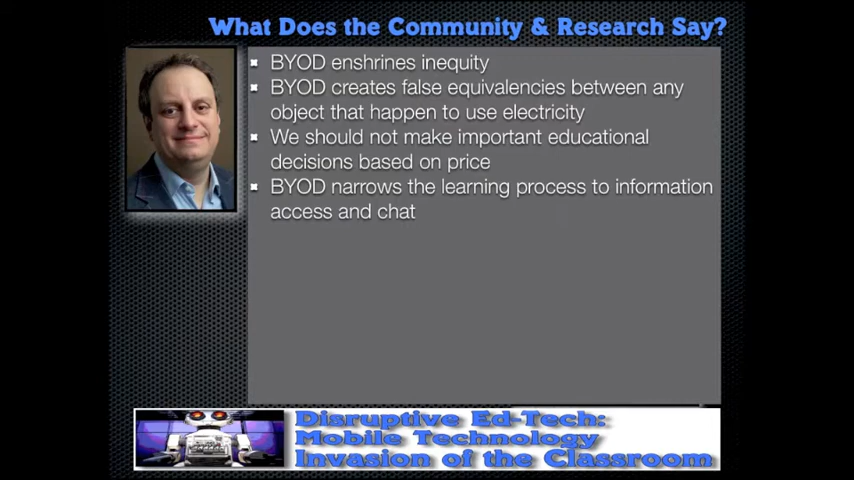 What Does the Community & Research Say?
BYOD enshrines inequity
BYOD creates false equivalencies between any
object that happen to use electricity
We should not make important educational
decisions based on price
BYOD narrows the learning process to information
access and chat
Disruptive Ed-Tech:
Mobile Technology
Invasion of the Classroom